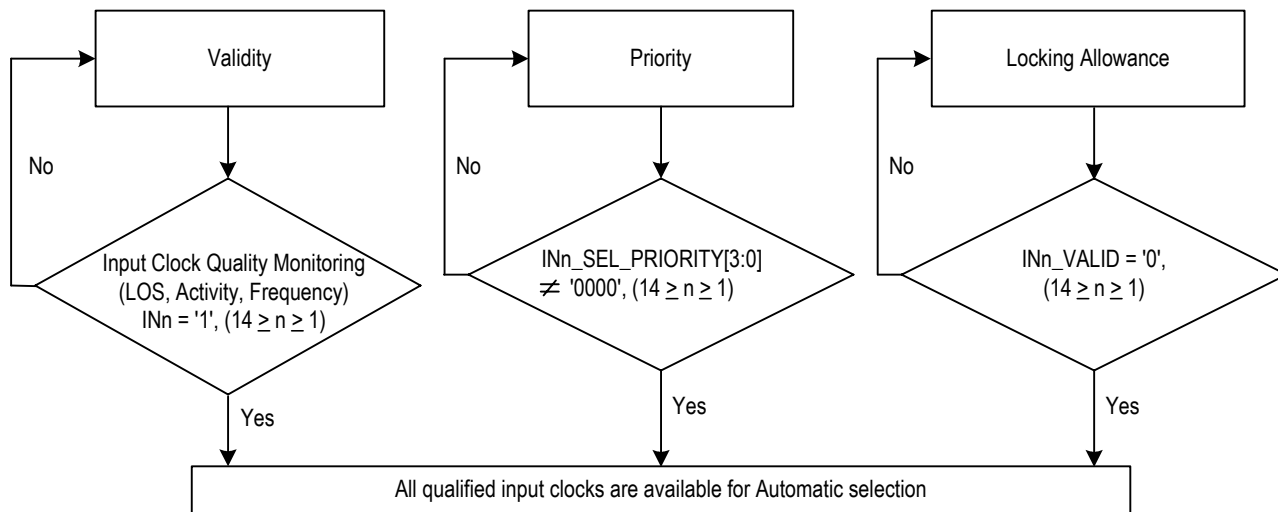 Validity
Priority
Locking Allowance
No
No
No
Input Clock Quality Monitoring
(LOS, Activity, Frequency)
INn = '1', (14 ≥ n ≥ 1)
INn_SEL_PRIORITY[3:0]
≠ '0000', (14 ≥ n ≥ 1)
INn_VALID = '0',
(14 ≥ n ≥ 1)
Yes
Yes
Yes
All qualified input clocks are available for Automatic selection